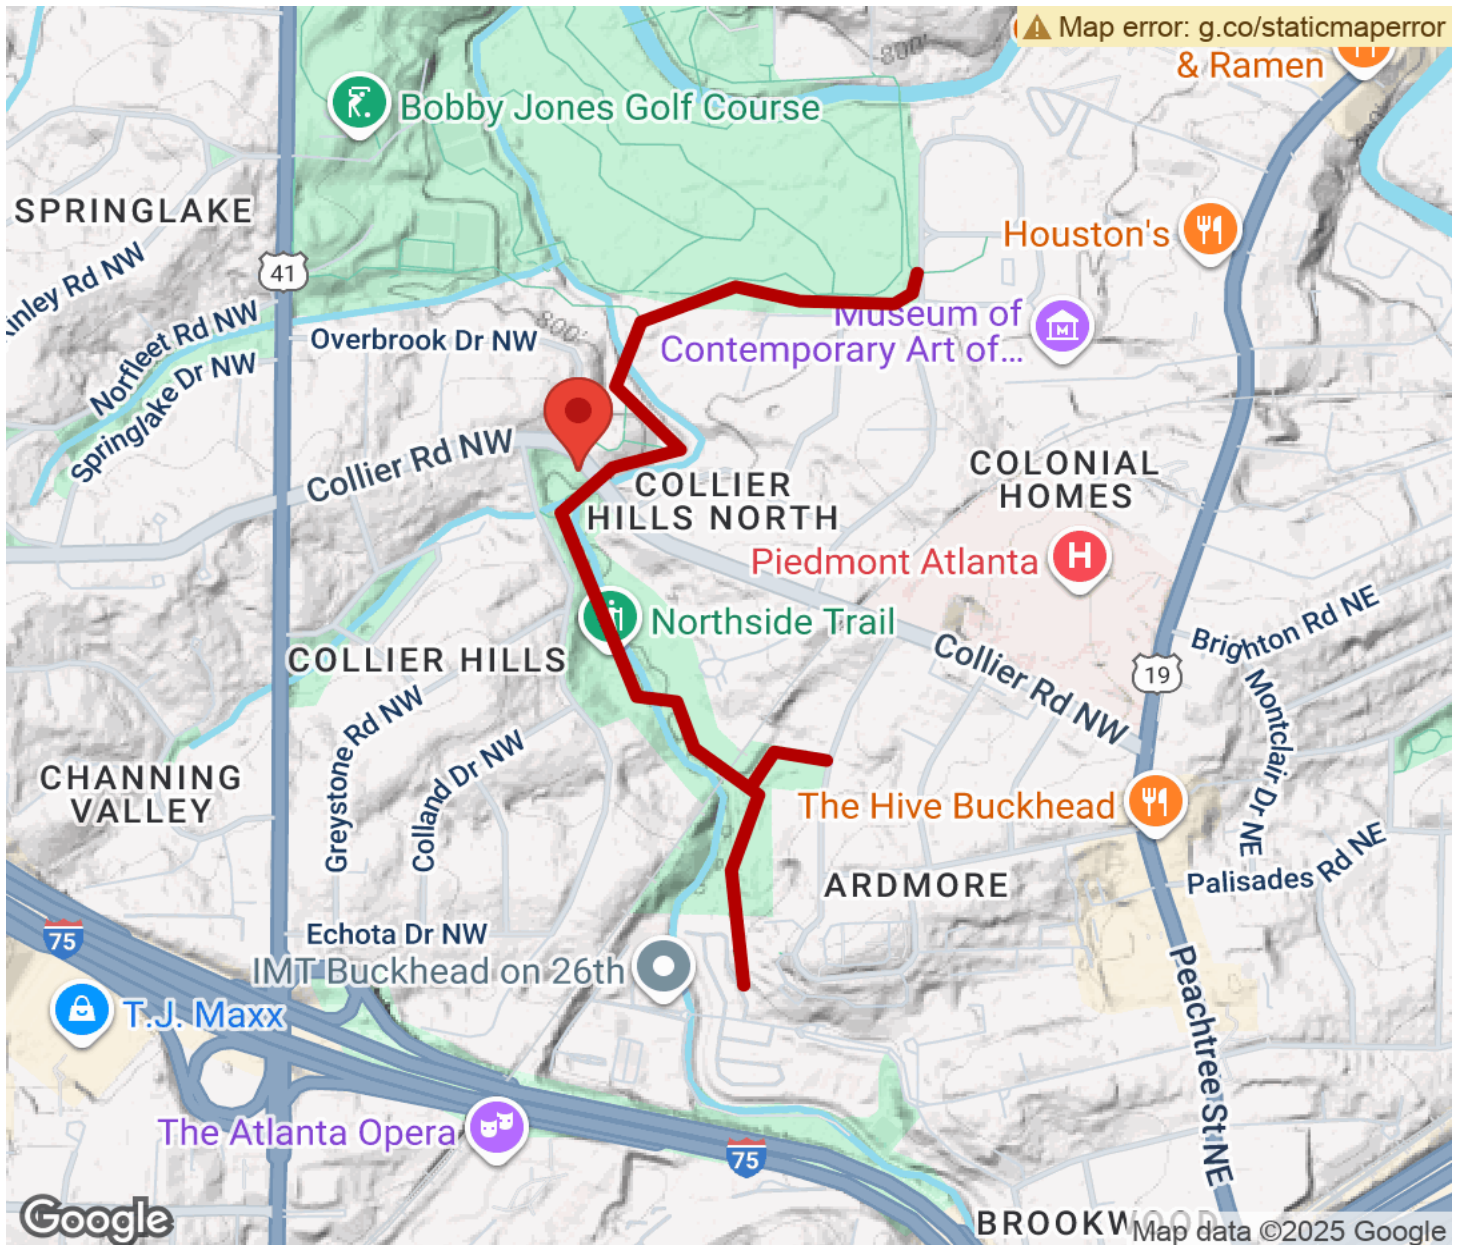 Map error: g.co/staticmaperror
& Ramen
800'
Bobby Jones Golf Course
SPRINGLAKE
Houston's
41
Norfleet Rd NW
Springlake Dr NW
800'
Overbrook Dr NW
Museum of
Contemporary Art of...
Collier Rd NW
COLLIER
HILLS NORTH
COLONIAL
HOMES
Piedmont Atlanta
H
Northside Trail
Brighton Rd NE
COLLIER HILLS
Collier Rd NW
19
Montclair Dr NE
Greystone Rd NW
Colland Dr NW
CHANNING
VALLEY
The Hive Buckhead
Palisades Rd NE
ARDMORE
75
Echota Dr NW
IMT Buckhead on 26th
T.J. Maxx
Peachtree St NE
The Atlanta Opera
75
BROOKWOOD
Google
Map data ©2025 Google